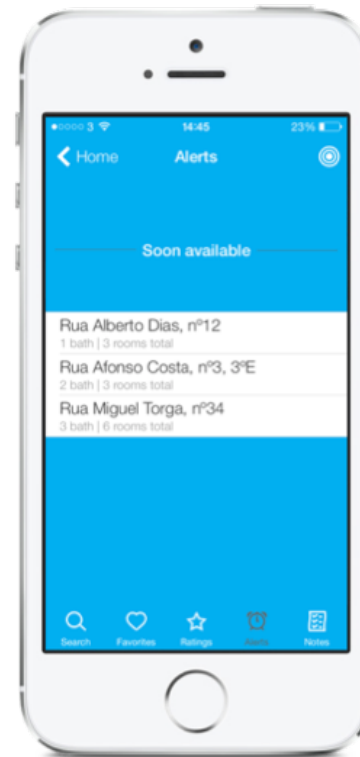 3 14:45 23%
Home Alerts
Soon available
Rua Alberto Dias, nº12
1 bath | 3 rooms total
Rua Afonso Costa, nº3, 3ºE
2 bath | 3 rooms total
Rua Miguel Torga, nº34
3 bath | 6 rooms total
Search Favorites Ratings Alerts Notes